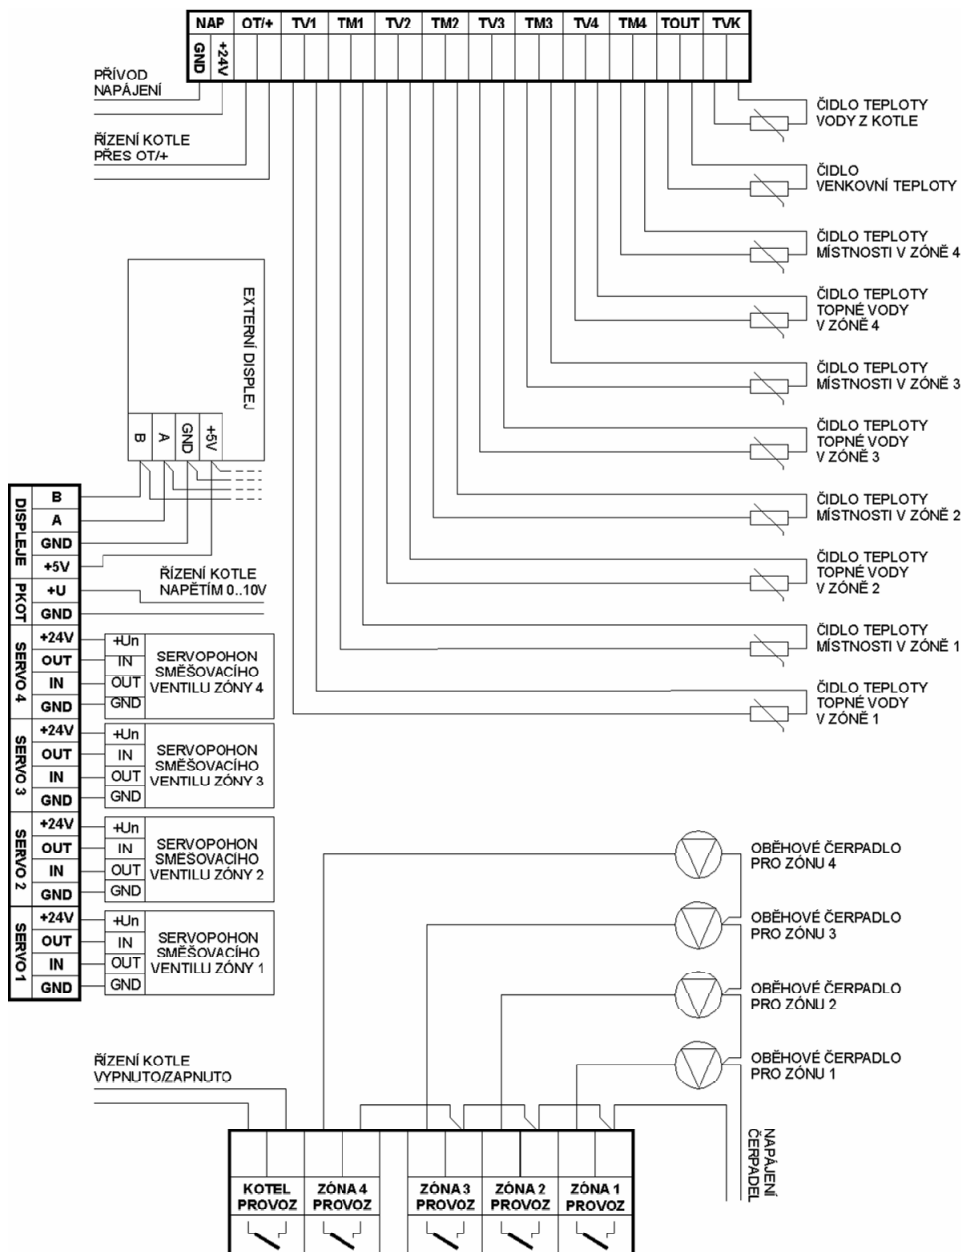 NAP OT/+ TV1 TM1 TV2 TM2 TV3 TM3 TV4 TM4 TOUT TVK
GND +24V
PŘÍVOD
NAPÁJENÍ
ŘÍZENÍ KOTLE
PŘES OT/+
ČIDLO TEPLOTY
VODY Z KOTLE
ČIDLO
VENKOVNÍ TEPLOTY
ČIDLO TEPLOTY
MÍSTNOSTI V ZÓNĚ 4
ČIDLO TEPLOTY
TOPNÉ VODY
V ZÓNĚ 4
ČIDLO TEPLOTY
MÍSTNOSTI V ZÓNĚ 3
ČIDLO TEPLOTY
TOPNÉ VODY
V ZÓNĚ 3
ČIDLO TEPLOTY
MÍSTNOSTI V ZÓNĚ 2
ČIDLO TEPLOTY
TOPNÉ VODY
V ZÓNĚ 2
ČIDLO TEPLOTY
MÍSTNOSTI V ZÓNĚ 1
ČIDLO TEPLOTY
TOPNÉ VODY
V ZÓNĚ 1
EXTERNÍ DISPLEJ
B A GND +5V
DISPLEJE
B
A
GND
+5V
PKOT
+U
GND
ŘÍZENÍ KOTLE
NAPĚTÍM 0..10V
SERVO 4
+24V
OUT
IN
GND
+Un
IN
OUT
GND
SERVOPOHON
SMĚŠOVACÍHO
VENTILU ZÓNY 4
SERVO 3
+24V
OUT
IN
GND
+Un
IN
OUT
GND
SERVOPOHON
SMĚŠOVACÍHO
VENTILU ZÓNY 3
SERVO 2
+24V
OUT
IN
GND
+Un
IN
OUT
GND
SERVOPOHON
SMĚŠOVACÍHO
VENTILU ZÓNY 2
SERVO 1
+24V
OUT
IN
GND
+Un
IN
OUT
GND
SERVOPOHON
SMĚŠOVACÍHO
VENTILU ZÓNY 1
OBĚHOVÉ ČERPADLO
PRO ZÓNU 4
OBĚHOVÉ ČERPADLO
PRO ZÓNU 3
OBĚHOVÉ ČERPADLO
PRO ZÓNU 2
OBĚHOVÉ ČERPADLO
PRO ZÓNU 1
ŘÍZENÍ KOTLE
VYPNUTO/ZAPNUTO
NAPÁJENÍ
ČERPADEL
KOTEL
PROVOZ
ZÓNA 4
PROVOZ
ZÓNA 3
PROVOZ
ZÓNA 2
PROVOZ
ZÓNA 1
PROVOZ